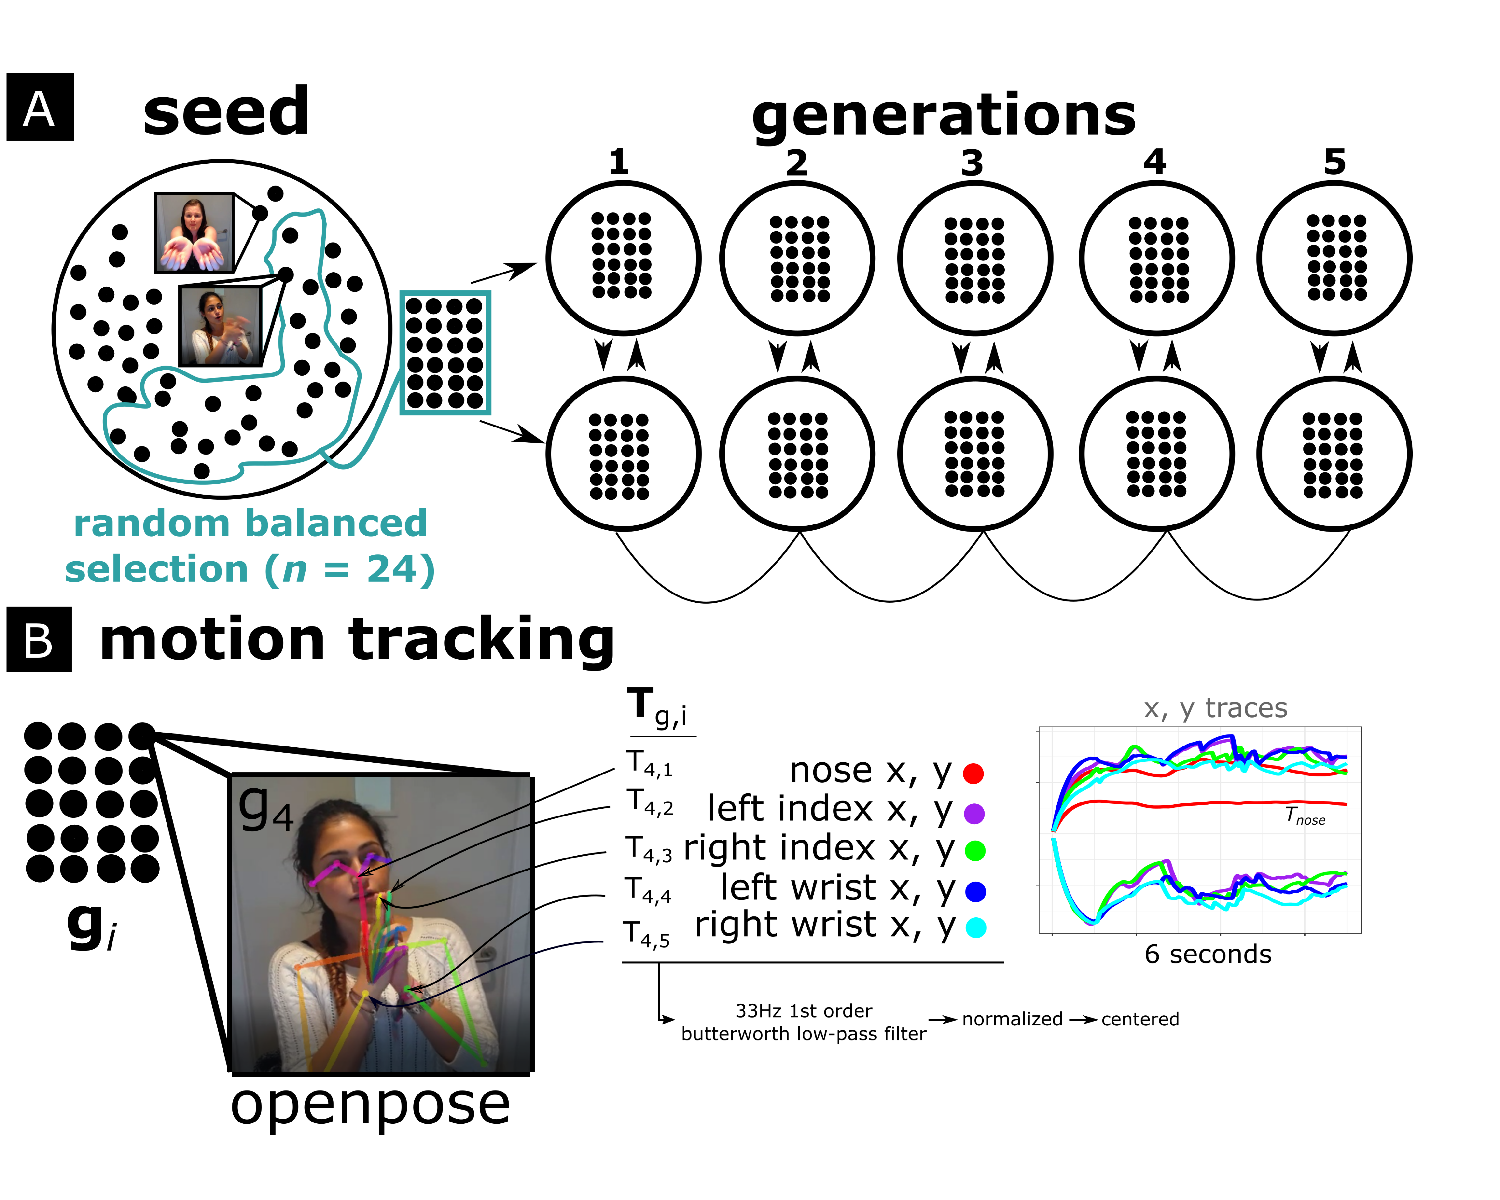 A
seed
generations
1 2 3 4 5
random balanced
selection (n = 24)
B
motion tracking
gi
g4
openpose
Tg,i
T4,1 nose x, y
T4,2 left index x, y
T4,3 right index x, y
T4,4 left wrist x, y
T4,5 right wrist x, y
33Hz 1st order
butterworth low-pass filter
normalized
centered
x, y traces
Tnose
6 seconds